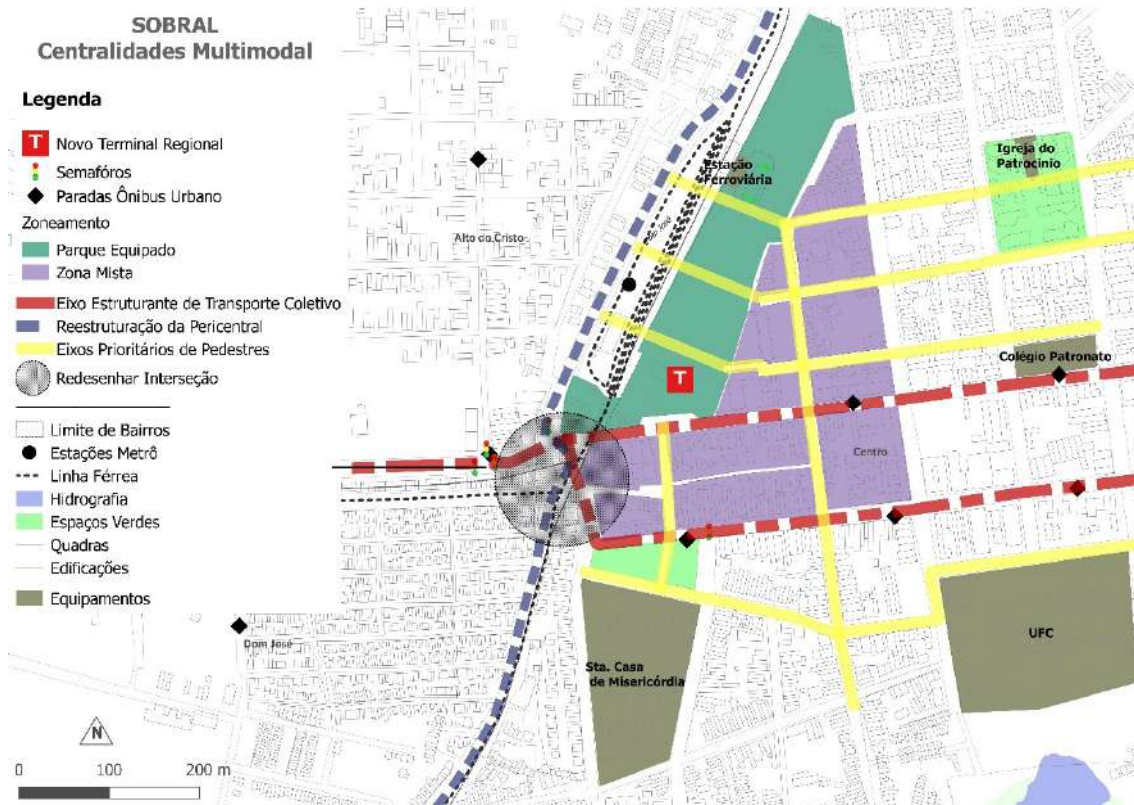 SOBRAL
Centralidades Multimodal
Legenda
T Novo Terminal Regional
Semafóros
Paradas Ônibus Urbano
Zoneamento
Parque Equipado
Zona Mista
Eixo Estruturante de Transporte Coletivo
Reestruturação da Pericentral
Eixos Prioritários de Pedestres
Redesenhar Interseção
Limite de Bairros
Estações Metrô
Linha Férrea
Hidrografia
Espaços Verdes
Quadras
Edificações
Equipamentos
N
0 100 200 m
Estação
Ferroviária
Igreja do
Patrocínio
Alto do Cristo
T
Colégio Patronato
Centro
Dom José
Sta. Casa
de Misericórdia
UFC